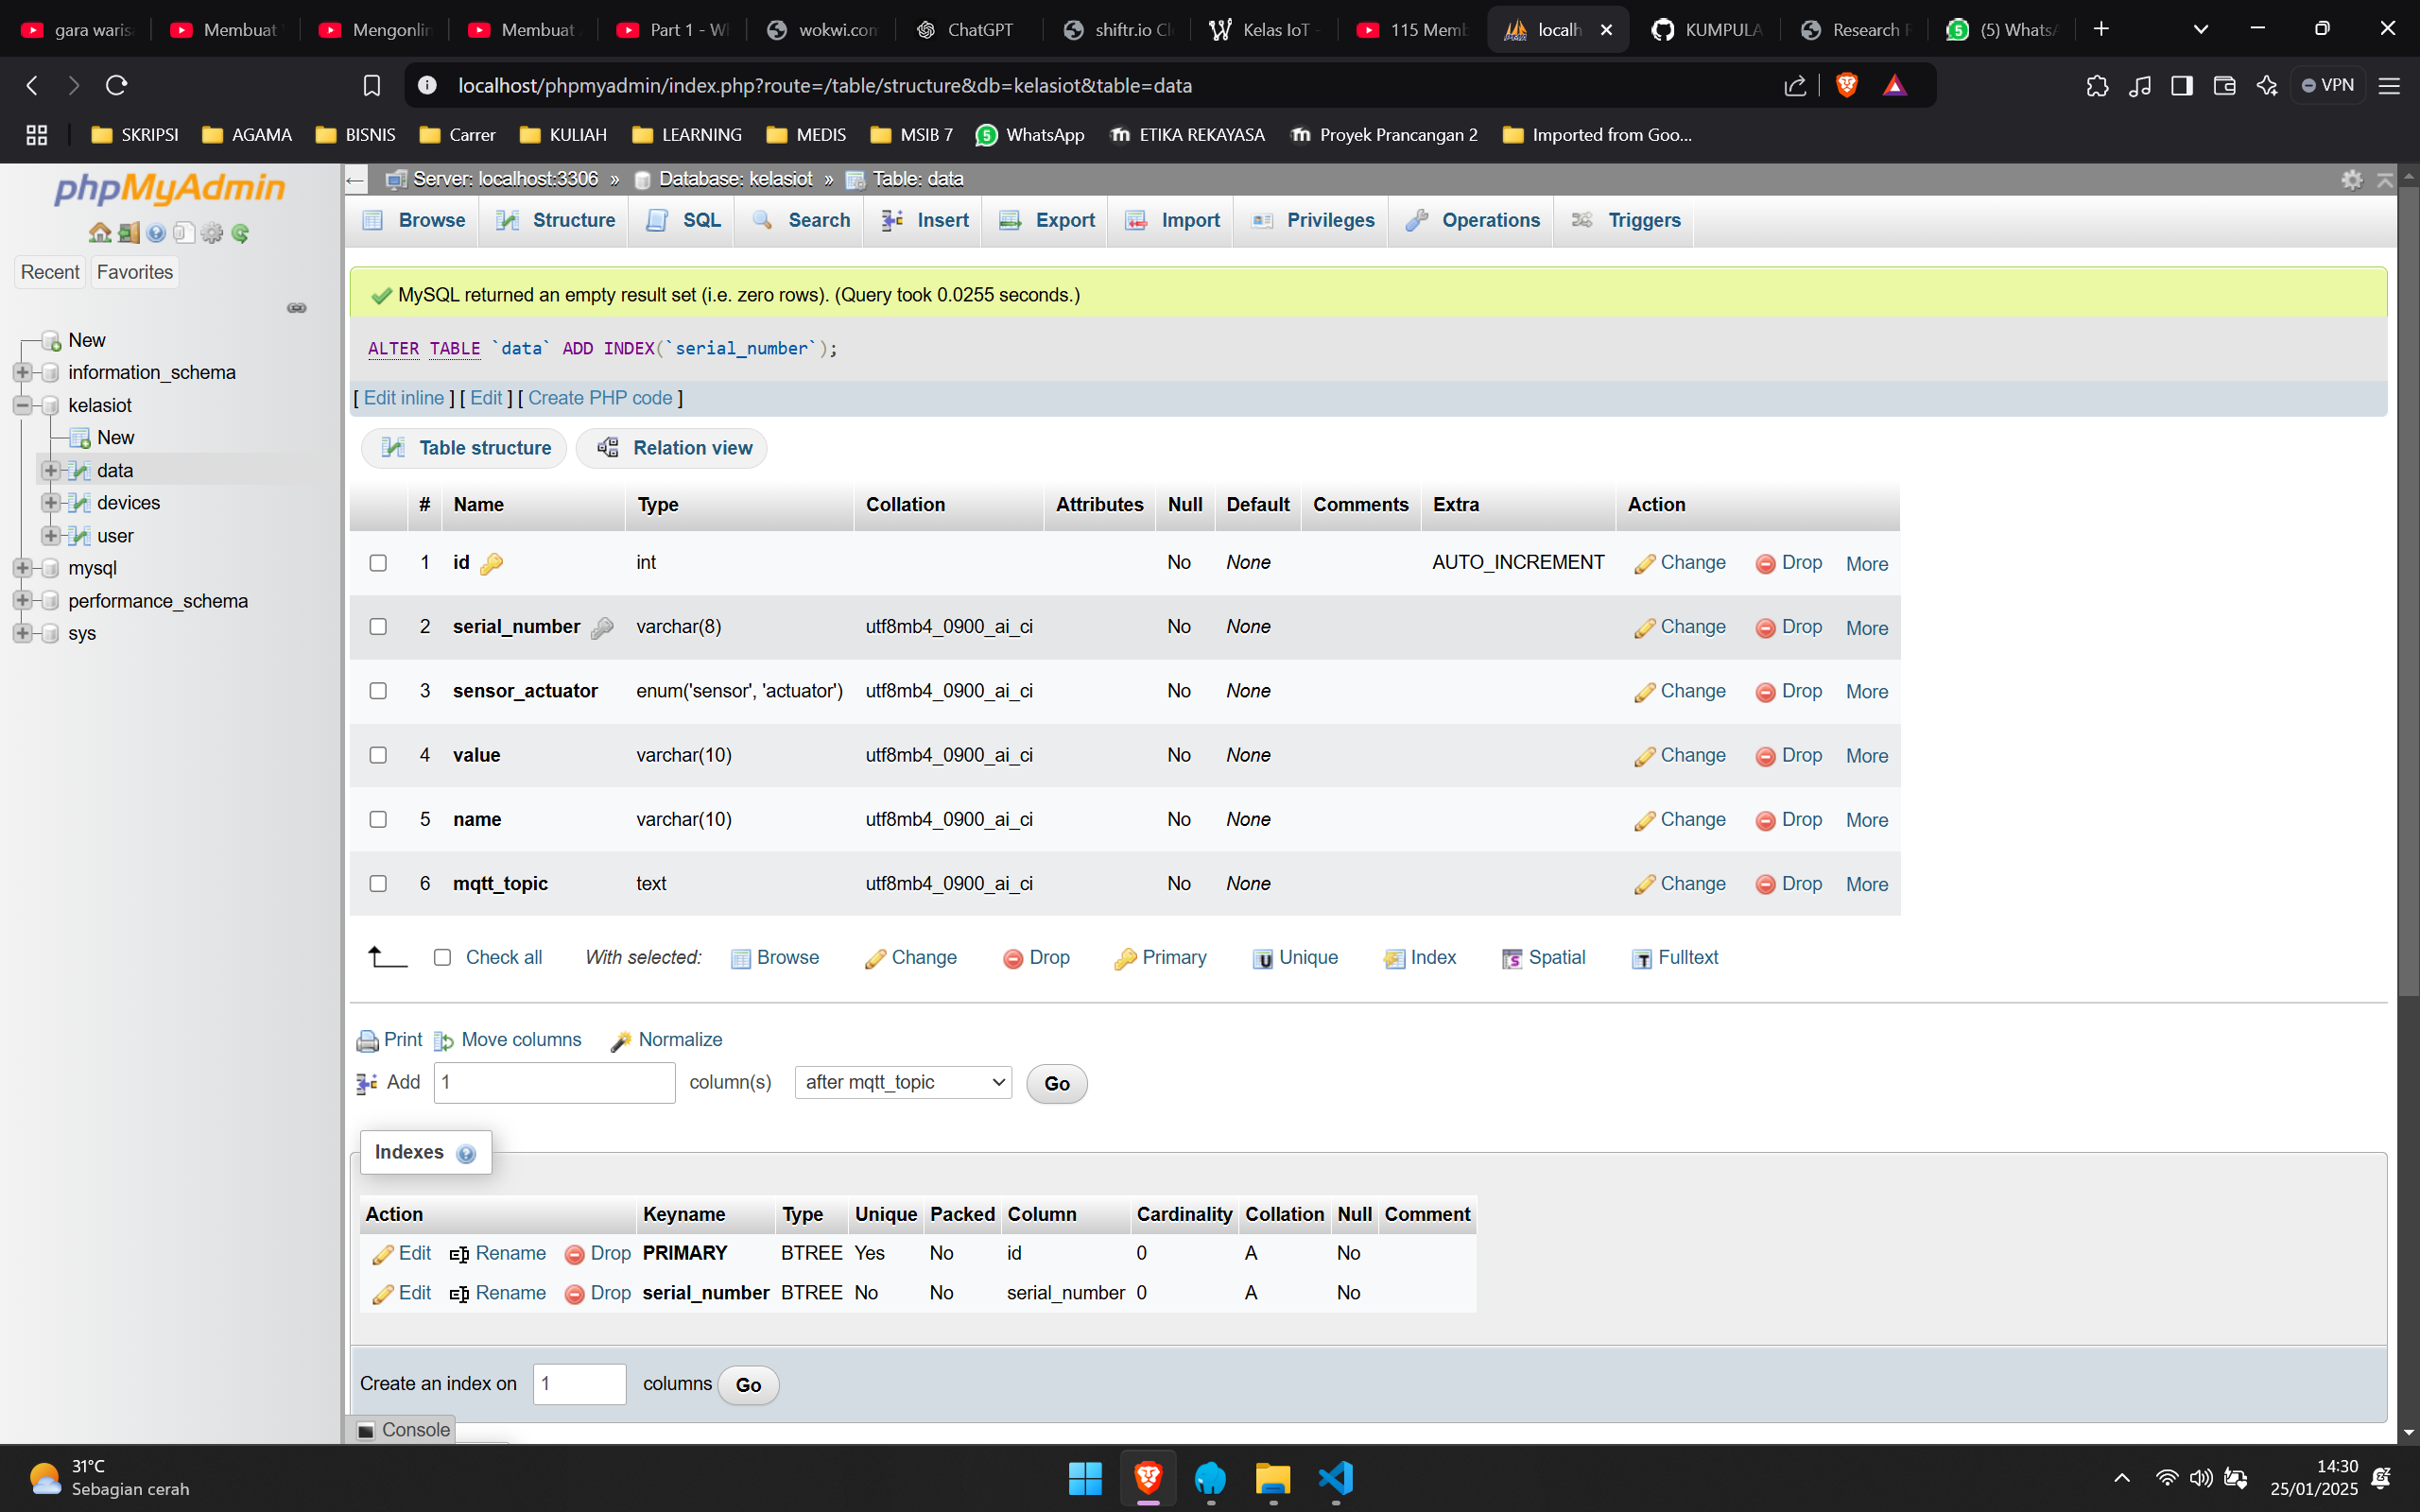 gara waris
Membuat
Mengonlin
Membuat
Part 1 - W
wokwi.com
ChatGPT
shiftr.io Cl
Kelas IoT -
115 Memb
localh
KUMPULA
Research
(5) Whats
localhost/phpmyadmin/index.php?route=/table/structure&db=kelasiot&table=data
VPN
SKRIPSI
AGAMA
BISNIS
Carrer
KULIAH
LEARNING
MEDIS
MSIB 7
WhatsApp
ETIKA REKAYASA
Proyek Prancangan 2
Imported from Goo...
phpMyAdmin
Recent Favorites
New
information_schema
kelasiot
New
data
devices
user
mysql
performance_schema
sys
Server: localhost:3306 » Database: kelasiot » Table: data
Browse Structure SQL Search Insert Export Import Privileges Operations Triggers
MySQL returned an empty result set (i.e. zero rows). (Query took 0.0255 seconds.)
ALTER TABLE `data` ADD INDEX(`serial_number`);
[ Edit inline ] [ Edit ] [ Create PHP code ]
Table structure Relation view
# Name Type Collation Attributes Null Default Comments Extra Action
1 id int No None AUTO_INCREMENT Change Drop More
2 serial_number varchar(8) utf8mb4_0900_ai_ci No None Change Drop More
3 sensor_actuator enum('sensor', 'actuator') utf8mb4_0900_ai_ci No None Change Drop More
4 value varchar(10) utf8mb4_0900_ai_ci No None Change Drop More
5 name varchar(10) utf8mb4_0900_ai_ci No None Change Drop More
6 mqtt_topic text utf8mb4_0900_ai_ci No None Change Drop More
Check all With selected: Browse Change Drop Primary Unique Index Spatial Fulltext
Print Move columns Normalize
Add 1 column(s) after mqtt_topic Go
Indexes
Action Keyname Type Unique Packed Column Cardinality Collation Null Comment
Edit Rename Drop PRIMARY BTREE Yes No id 0 A No
Edit Rename Drop serial_number BTREE No No serial_number 0 A No
Create an index on 1 columns Go
Console
31°C
Sebagian cerah
14:30
25/01/2025